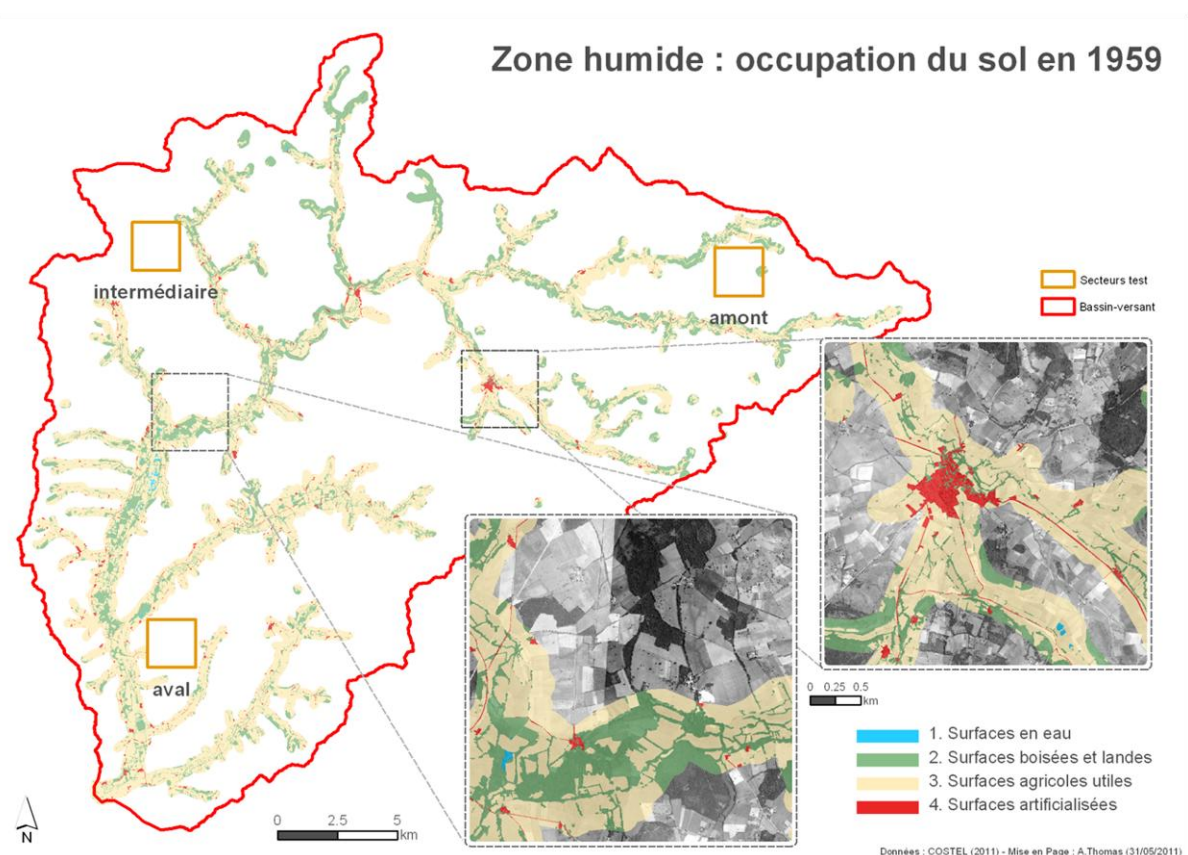 Zone humide : occupation du sol en 1959
intermédiaire
amont
Secteurs test
Bassin-versant
aval
0 0.25 0.5
km
1. Surfaces en eau
2. Surfaces boisées et landes
3. Surfaces agricoles utiles
4. Surfaces artificialisées
N
0 2.5 5
km
Données : COSTEL (2011) - Mise en Page : A.Thomas (31/05/2011)